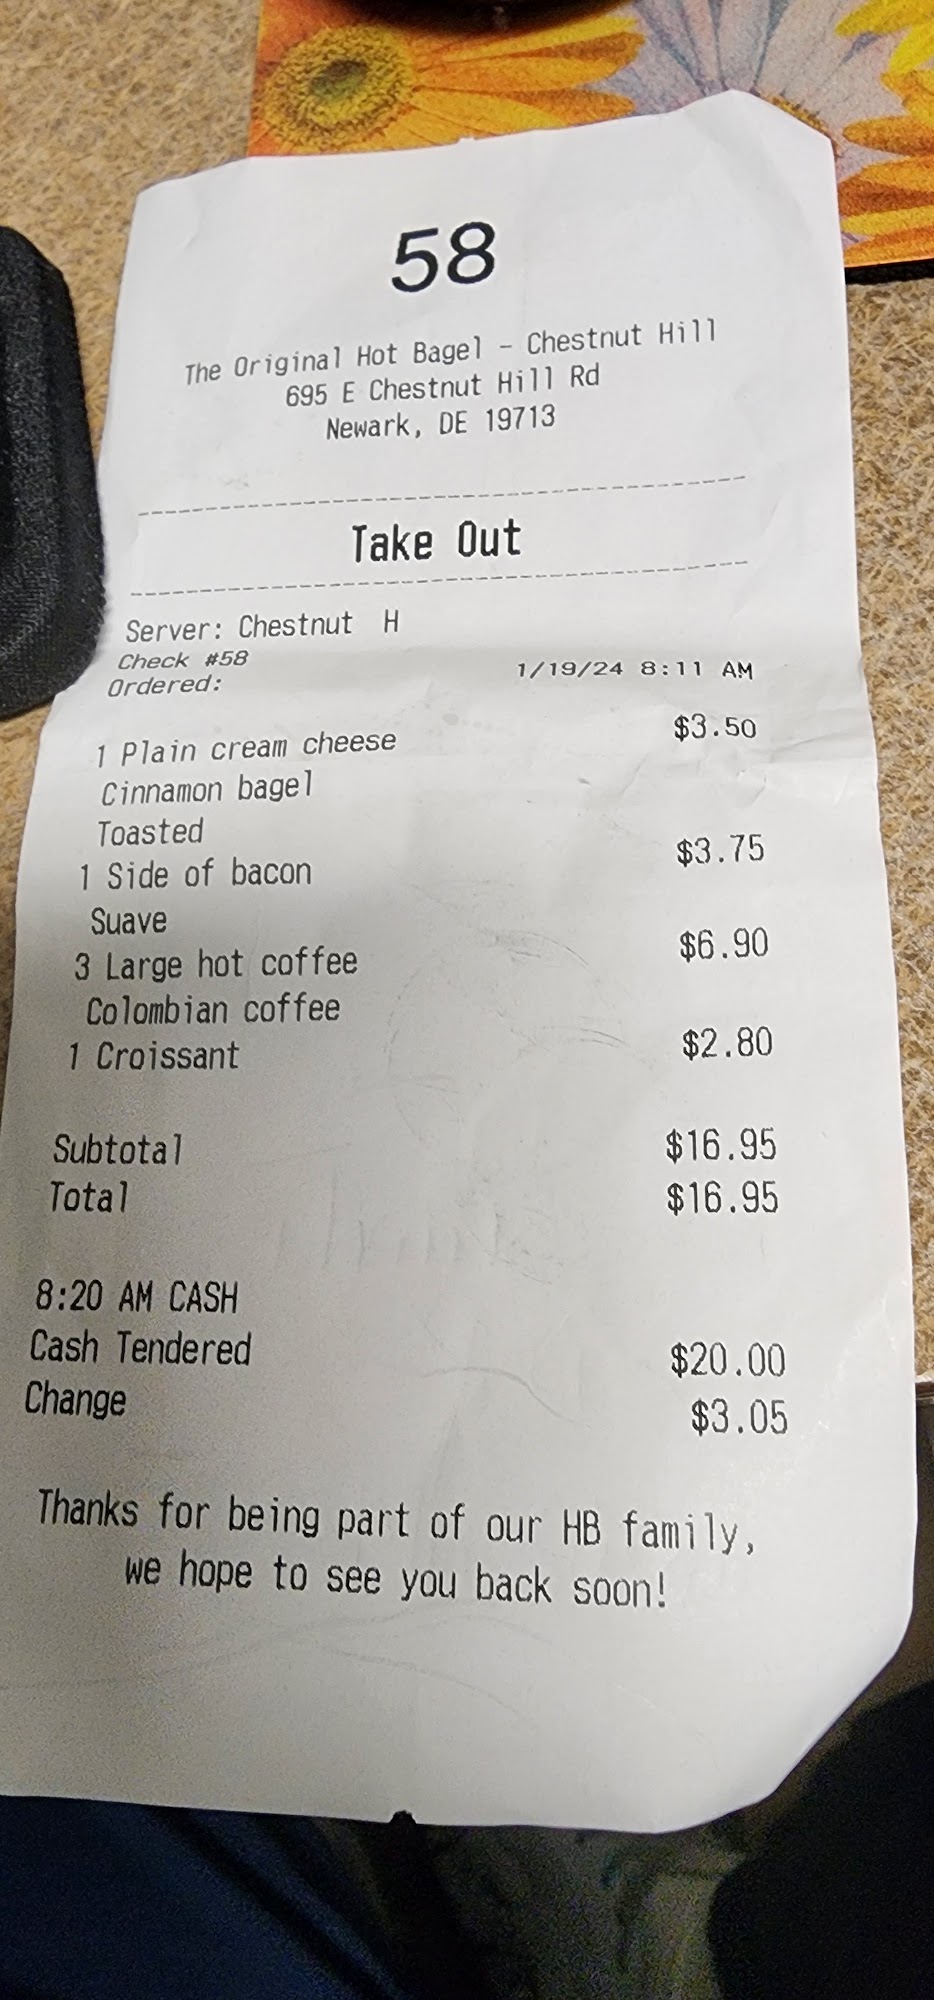 58
The Original Hot Bagel - Chestnut Hill
695 E Chestnut Hill Rd
Newark, DE 19713
Take Out
Server: Chestnut H
Check #58
Ordered: 1/19/24 8:11 AM
1 Plain cream cheese $3.50
Cinnamon bagel
Toasted
1 Side of bacon $3.75
Suave
3 Large hot coffee $6.90
Colombian coffee
1 Croissant $2.80
Subtotal $16.95
Total $16.95
8:20 AM CASH
Cash Tendered $20.00
Change $3.05
Thanks for being part of our HB family,
we hope to see you back soon!